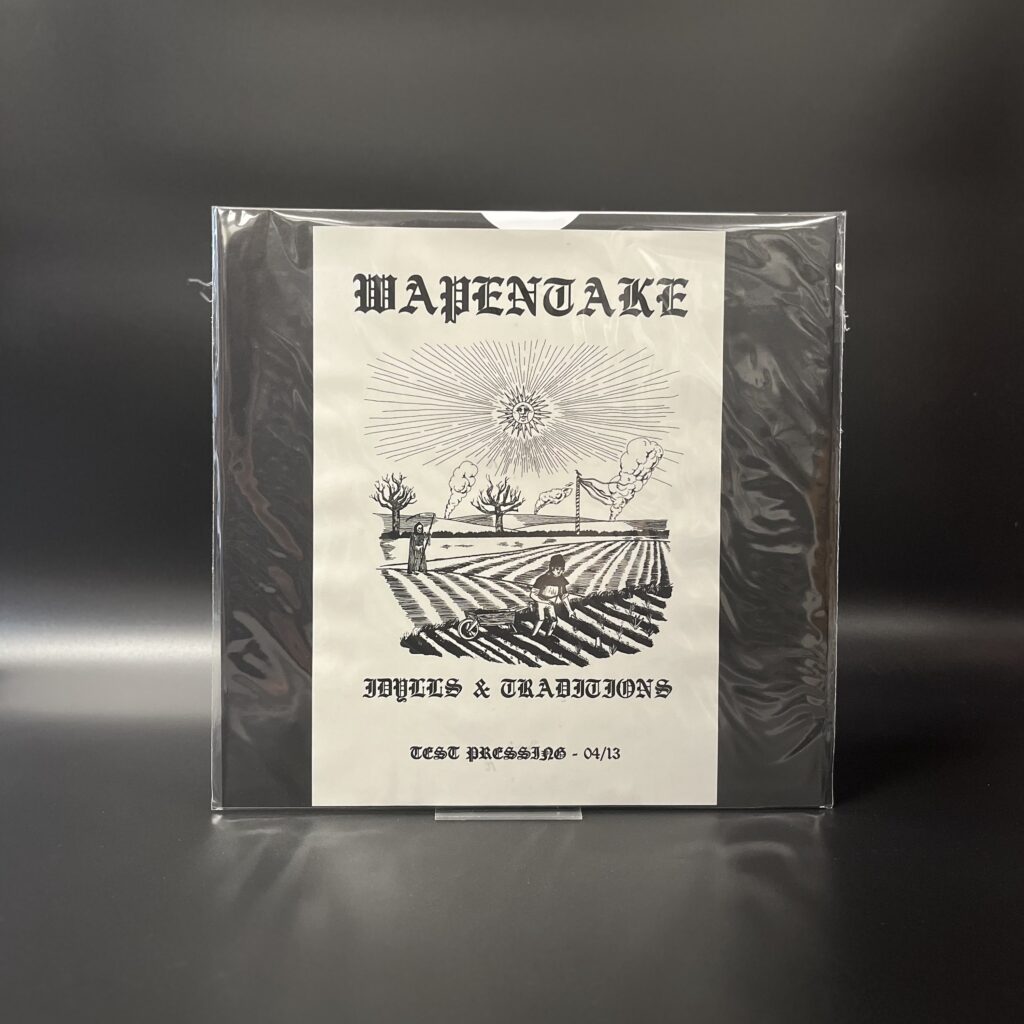 WAPENTAKE
IDYLLS & TRADITIONS
TEST PRESSING - 04/13